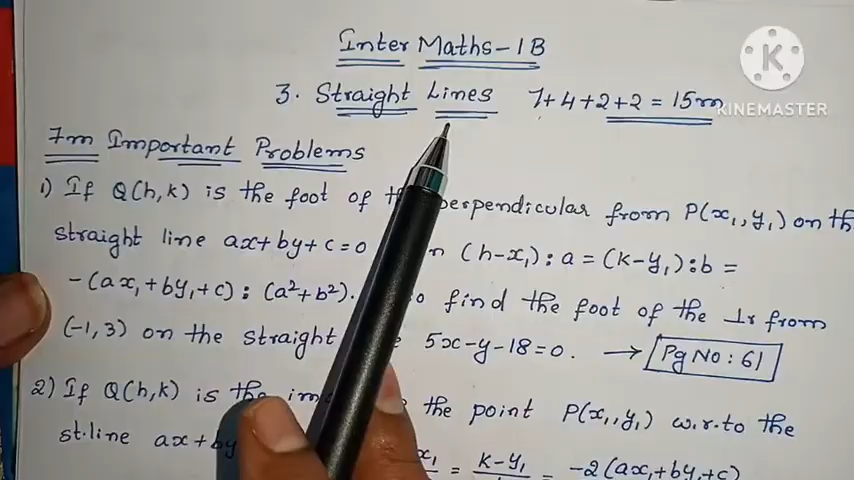 Inter Maths-1B
3. Straight Lines 7+4+2+2 = 15m
K KINEMASTER
7m Important Problems
1) If Q(h,k) is the foot of perpendicular from P(x₁,y₁) on the
straight line ax+by+c=0 (h-x₁):a = (k-y₁):b =
-(ax₁+by₁+c):(a²+b²). find the foot of the ⊥r from
(-1,3) on the straight 5x-y-18=0. → Pg No: 61
2) If Q(h,k) is the the point P(x₁,y₁) w.r.to the
st.line ax+by
= k-y₁ = -2(ax₁+by₁+c)